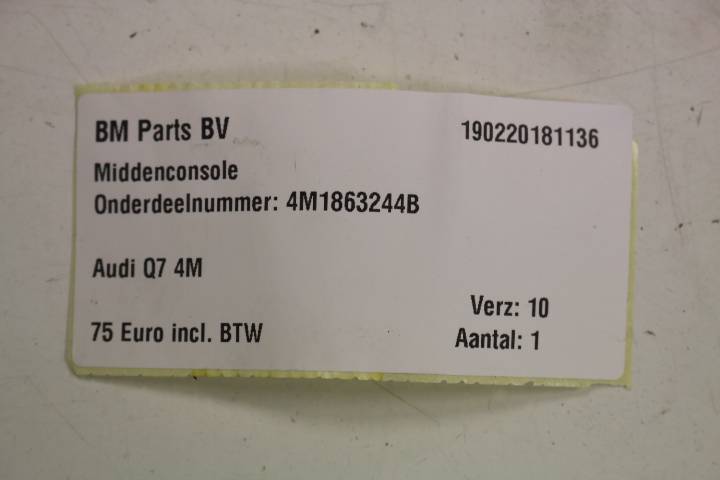 BM Parts BV 190220181136
Middenconsole
Onderdeelnummer: 4M1863244B
Audi Q7 4M
Verz: 10
75 Euro incl. BTW Aantal: 1